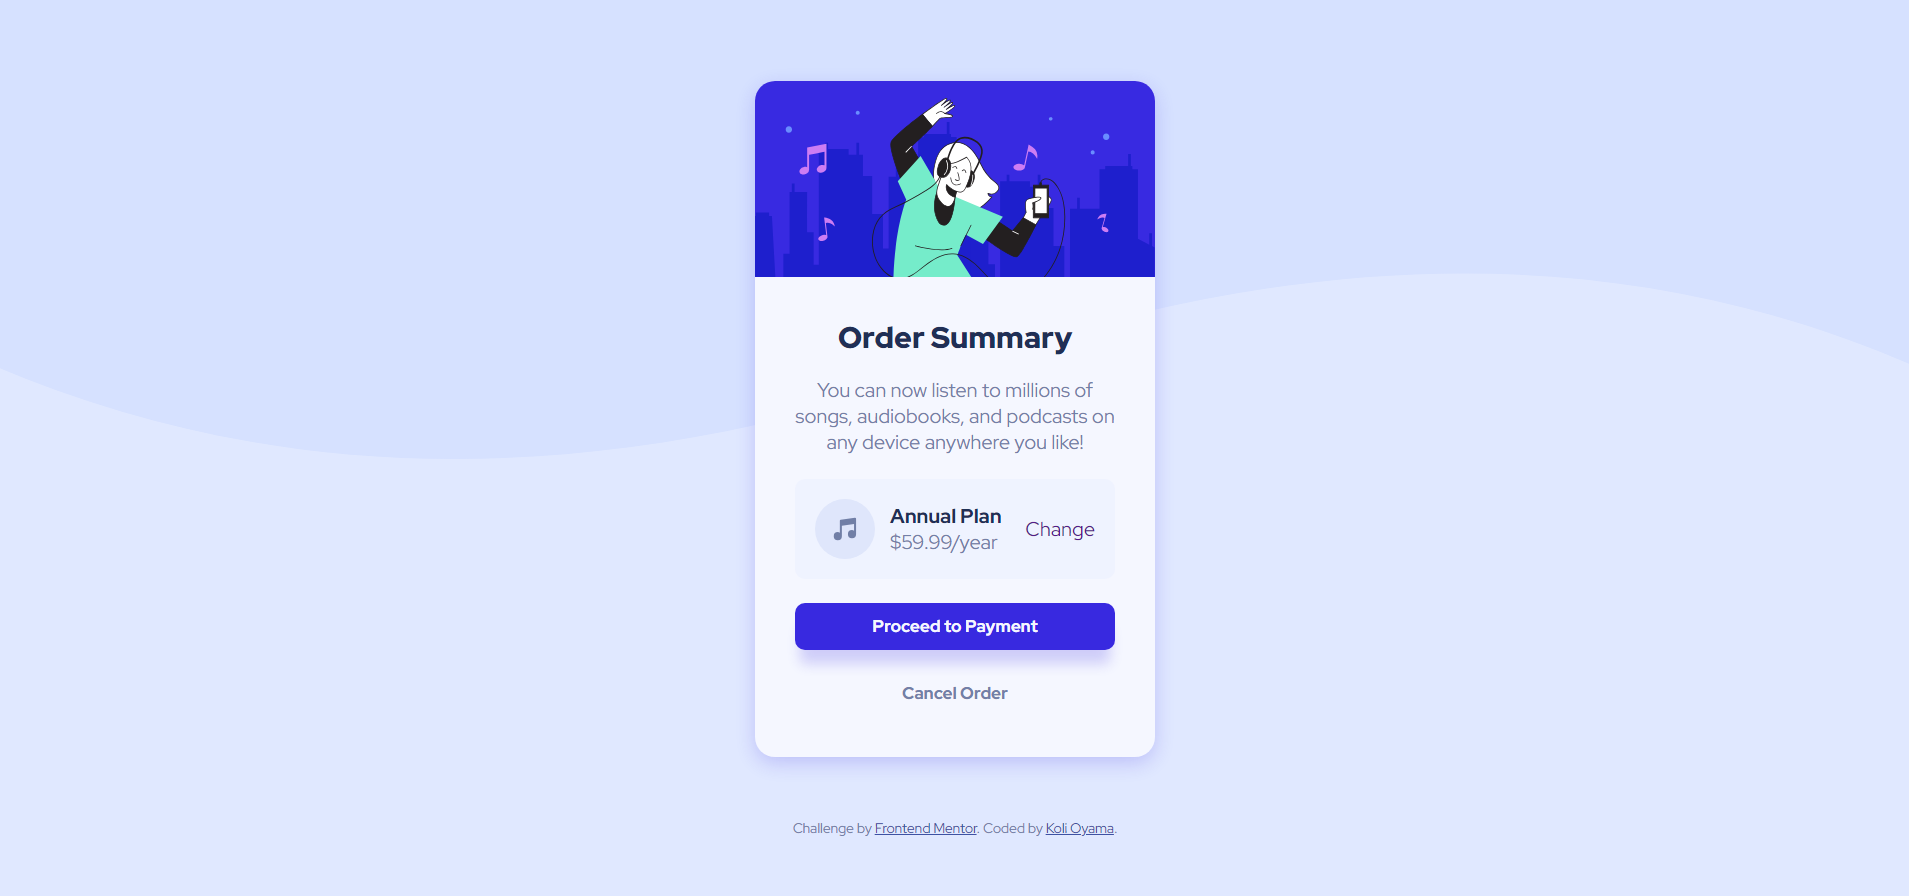 Order Summary
You can now listen to millions of
songs, audiobooks, and podcasts on
any device anywhere you like!
Annual Plan
$59.99/year
Change
Proceed to Payment
Cancel Order
Challenge by Frontend Mentor. Coded by Koli Oyama.